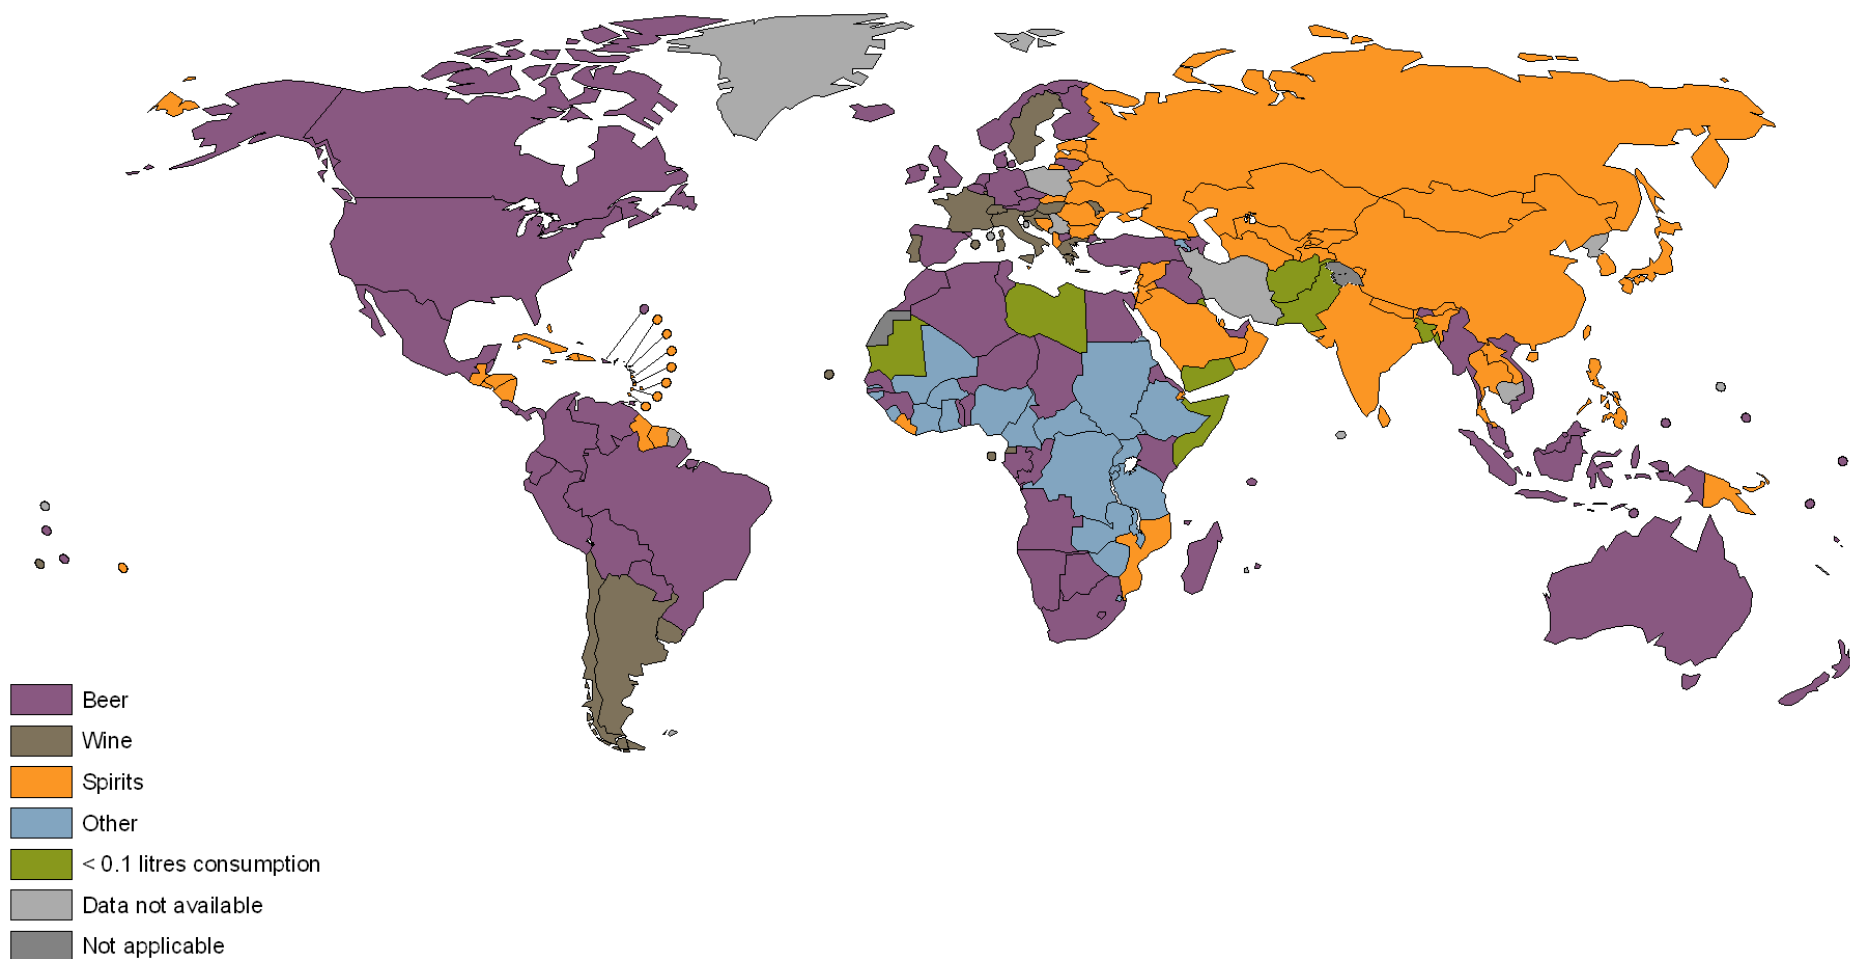 Beer
Wine
Spirits
Other
< 0.1 litres consumption
Data not available
Not applicable